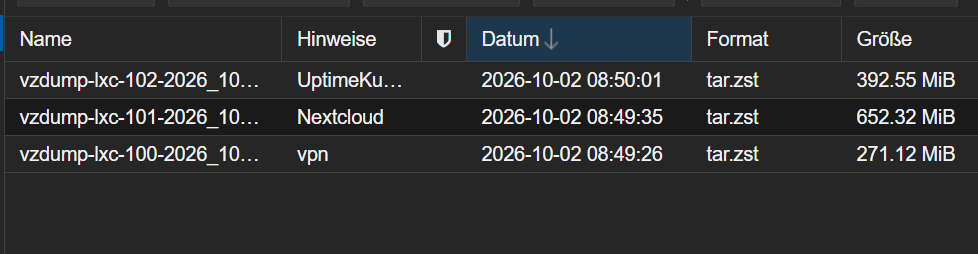 Name Hinweise Datum Format Größe
vzdump-lxc-102-2026_10… UptimeKu… 2026-10-02 08:50:01 tar.zst 392.55 MiB
vzdump-lxc-101-2026_10… Nextcloud 2026-10-02 08:49:35 tar.zst 652.32 MiB
vzdump-lxc-100-2026_10… vpn 2026-10-02 08:49:26 tar.zst 271.12 MiB